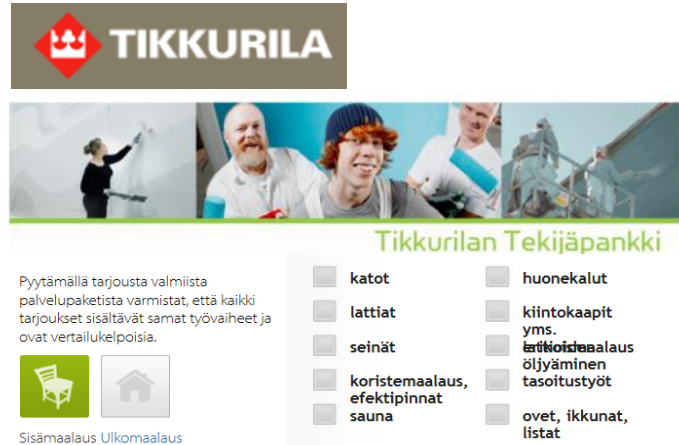 TIKKURILA
Tikkurilan Tekijäpankki
Pyytämällä tarjousta valmiista
palvelupaketista varmistat, että kaikki
tarjoukset sisältävät samat työvaiheet ja
ovat vertailukelpoisia.
Sisämaalaus Ulkomaalaus
katot
lattiat
seinät
koristemaalaus,
efektipinnat
sauna
huonekalut
kiintokaapit
yms.
öljyäminen
tasoitustyöt
ovet, ikkunat,
listat